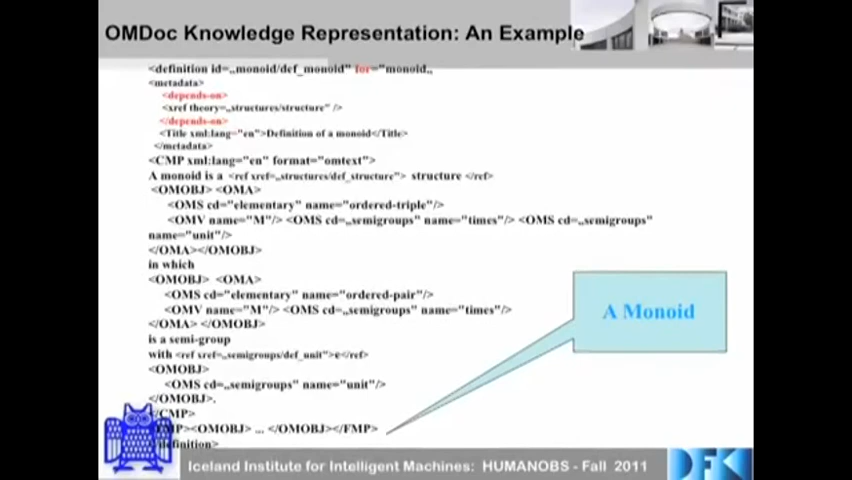 OMDoc Knowledge Representation: An Example
<definition id=„monoid/def_monoid" for="monoid„
<metadata>
<depends-on>
<xref theory=„structures/structure" />
</depends-on>
<Title xml:lang="en">Definition of a monoid</Title>
</metadata>
<CMP xml:lang="en" format="omtext">
A monoid is a <ref xref=„structures/def_structure"> structure </ref>
<OMOBJ> <OMA>
<OMS cd="elementary" name="ordered-triple"/>
<OMV name="M"/> <OMS cd=„semigroups" name="times"/> <OMS cd=„semigroups"
name="unit"/>
</OMA></OMOBJ>
in which
<OMOBJ> <OMA>
<OMS cd="elementary" name="ordered-pair"/>
<OMV name="M"/> <OMS cd=„semigroups" name="times"/>
</OMA> </OMOBJ>
is a semi-group
with <ref xref=„semigroups/def_unit">e</ref>
<OMOBJ>
<OMS cd=„semigroups" name="unit"/>
</OMOBJ>.
</CMP>
<FMP><OMOBJ> ... </OMOBJ></FMP>
</definition>
A Monoid
Iceland Institute for Intelligent Machines: HUMANOBS - Fall 2011
DFK